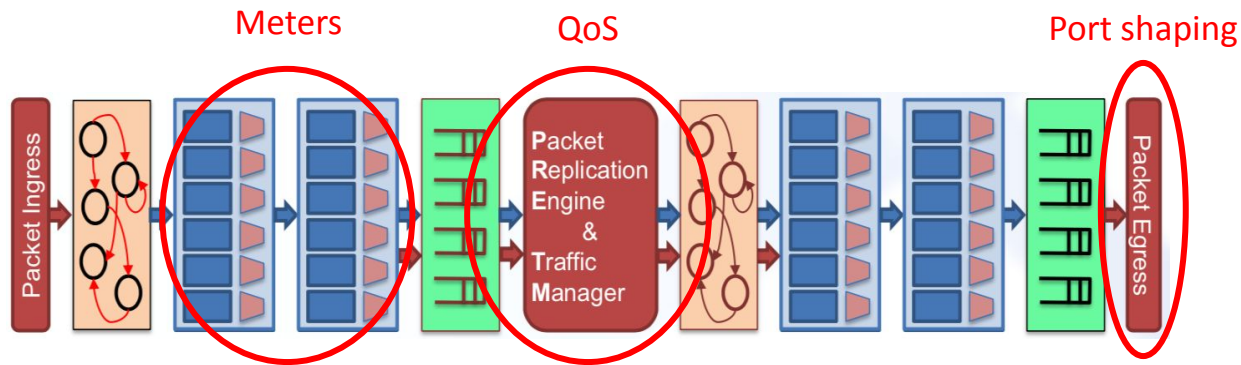 Meters
QoS
Port shaping
Packet Ingress
Packet
Replication
Engine
&
Traffic
Manager
Packet Egress